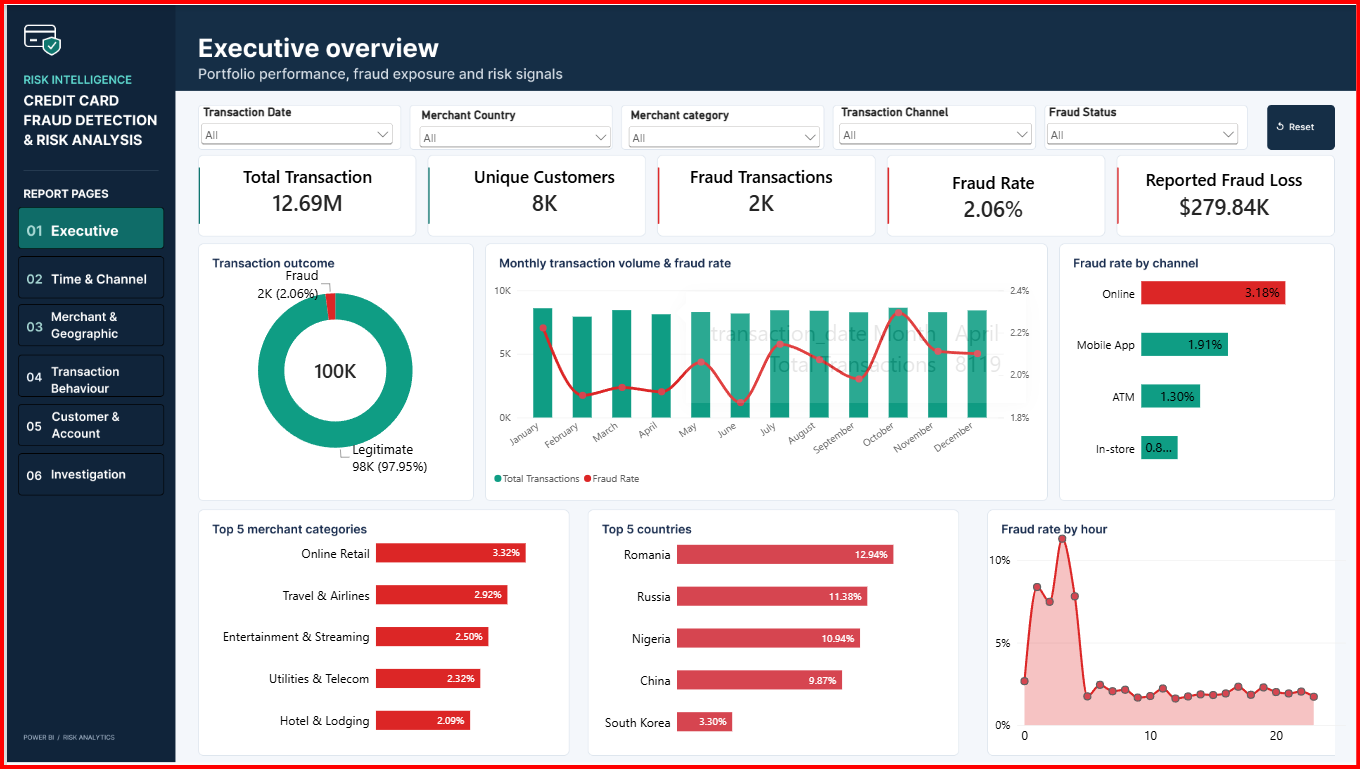 RISK INTELLIGENCE
CREDIT CARD
FRAUD DETECTION
& RISK ANALYSIS
REPORT PAGES
01 Executive
02 Time & Channel
03 Merchant &
Geographic
04 Transaction
Behaviour
05 Customer &
Account
06 Investigation
POWER BI / RISK ANALYTICS
Executive overview
Portfolio performance, fraud exposure and risk signals
Transaction Date
All
Merchant Country
All
Merchant category
All
Transaction Channel
All
Fraud Status
All
Reset
Total Transaction
12.69M
Unique Customers
8K
Fraud Transactions
2K
Fraud Rate
2.06%
Reported Fraud Loss
$279.84K
Transaction outcome
Fraud
2K (2.06%)
100K
Legitimate
98K (97.95%)
Monthly transaction volume & fraud rate
10K
5K
0K
2.4%
2.2%
2.0%
1.8%
transaction_date Month April
Total Transactions 8119
January
February
March
April
May
June
July
August
September
October
November
December
Total Transactions
Fraud Rate
Fraud rate by channel
Online 3.18%
Mobile App 1.91%
ATM 1.30%
In-store 0.8...
Top 5 merchant categories
Online Retail 3.32%
Travel & Airlines 2.92%
Entertainment & Streaming 2.50%
Utilities & Telecom 2.32%
Hotel & Lodging 2.09%
Top 5 countries
Romania 12.94%
Russia 11.38%
Nigeria 10.94%
China 9.87%
South Korea 3.30%
Fraud rate by hour
10%
5%
0%
0 10 20